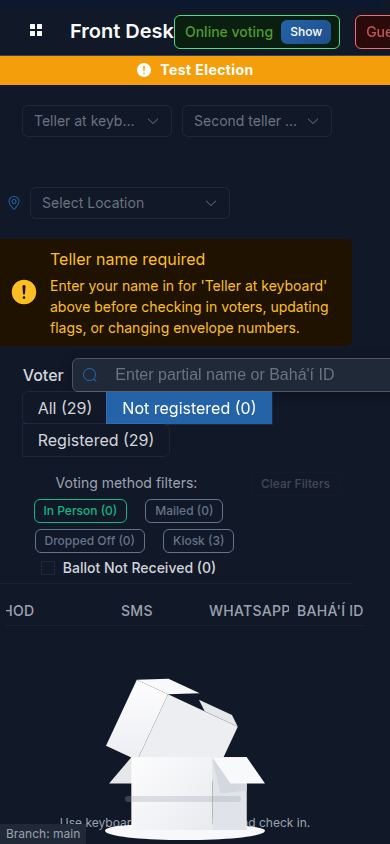 Front Desk
Online voting Show
Gue
Test Election
Teller at keyb... Second teller ...
Select Location
Teller name required
Enter your name in for 'Teller at keyboard'
above before checking in voters, updating
flags, or changing envelope numbers.
Voter Enter partial name or Bahá'í ID
All (29) Not registered (0)
Registered (29)
Voting method filters: Clear Filters
In Person (0) Mailed (0)
Dropped Off (0) Kiosk (3)
Ballot Not Received (0)
HOD SMS WHATSAPP BAHÁ'Í ID
Use keyboar d check in.
Branch: main